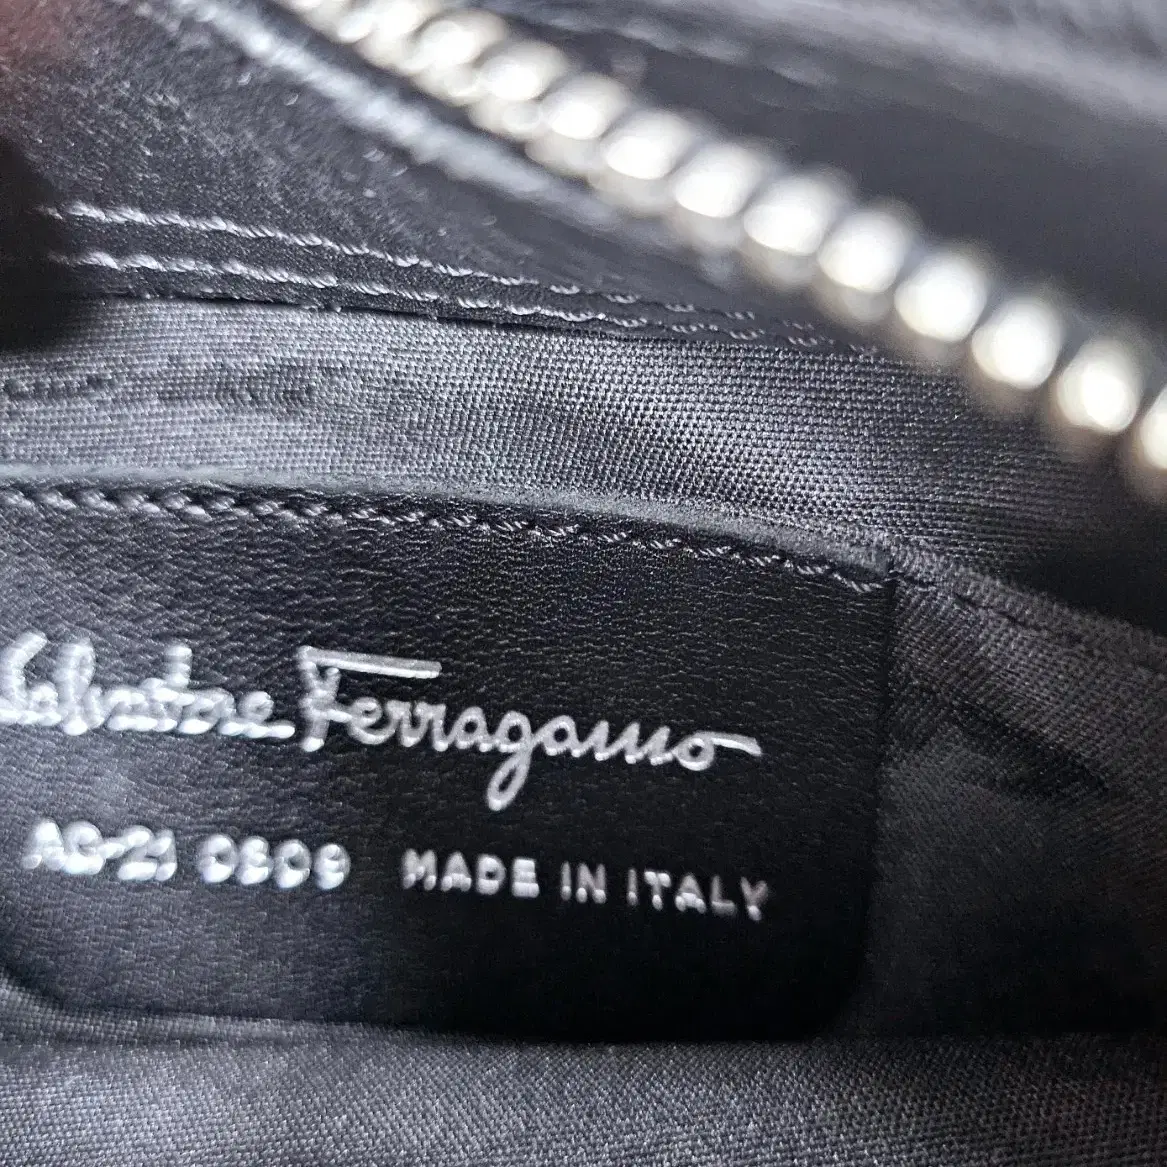 Salvatore Ferragamo
AG-21 0809 MADE IN ITALY